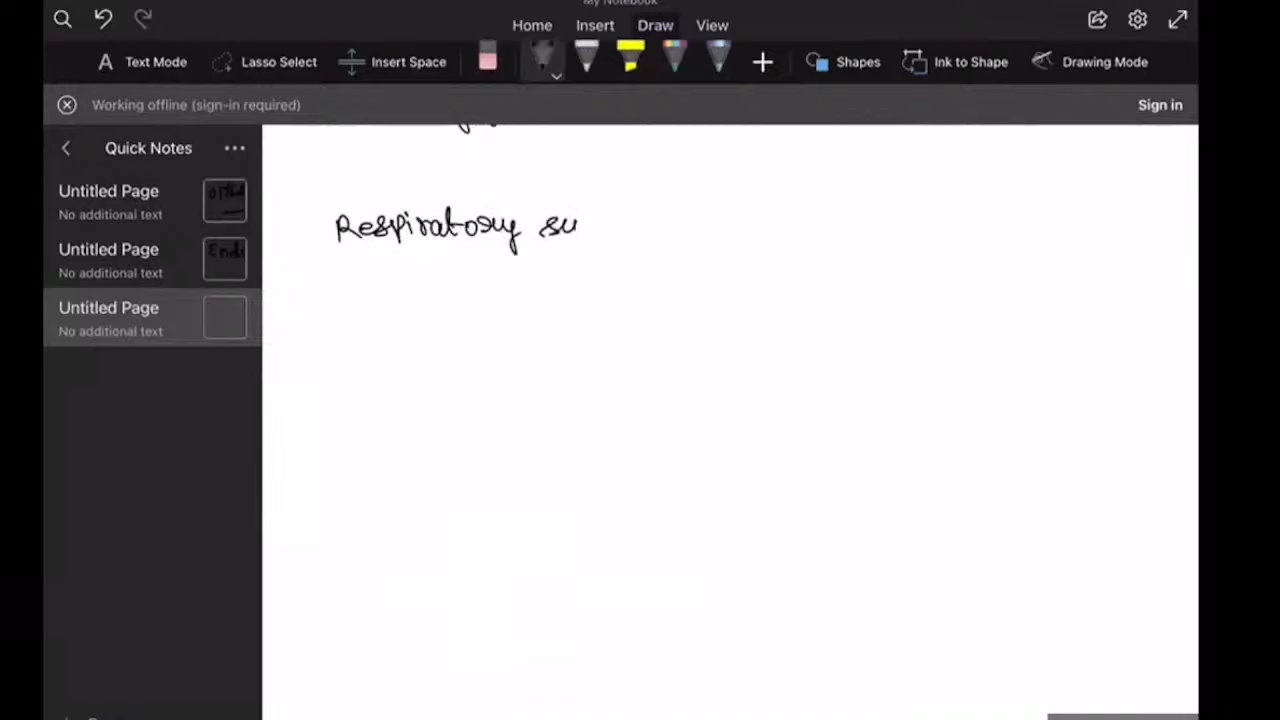 My Notebook
Home Insert Draw View
Text Mode Lasso Select Insert Space Shapes Ink to Shape Drawing Mode
Working offline (sign-in required) Sign in
Quick Notes
Untitled Page
No additional text
Untitled Page
No additional text
Untitled Page
No additional text
Respiratory su